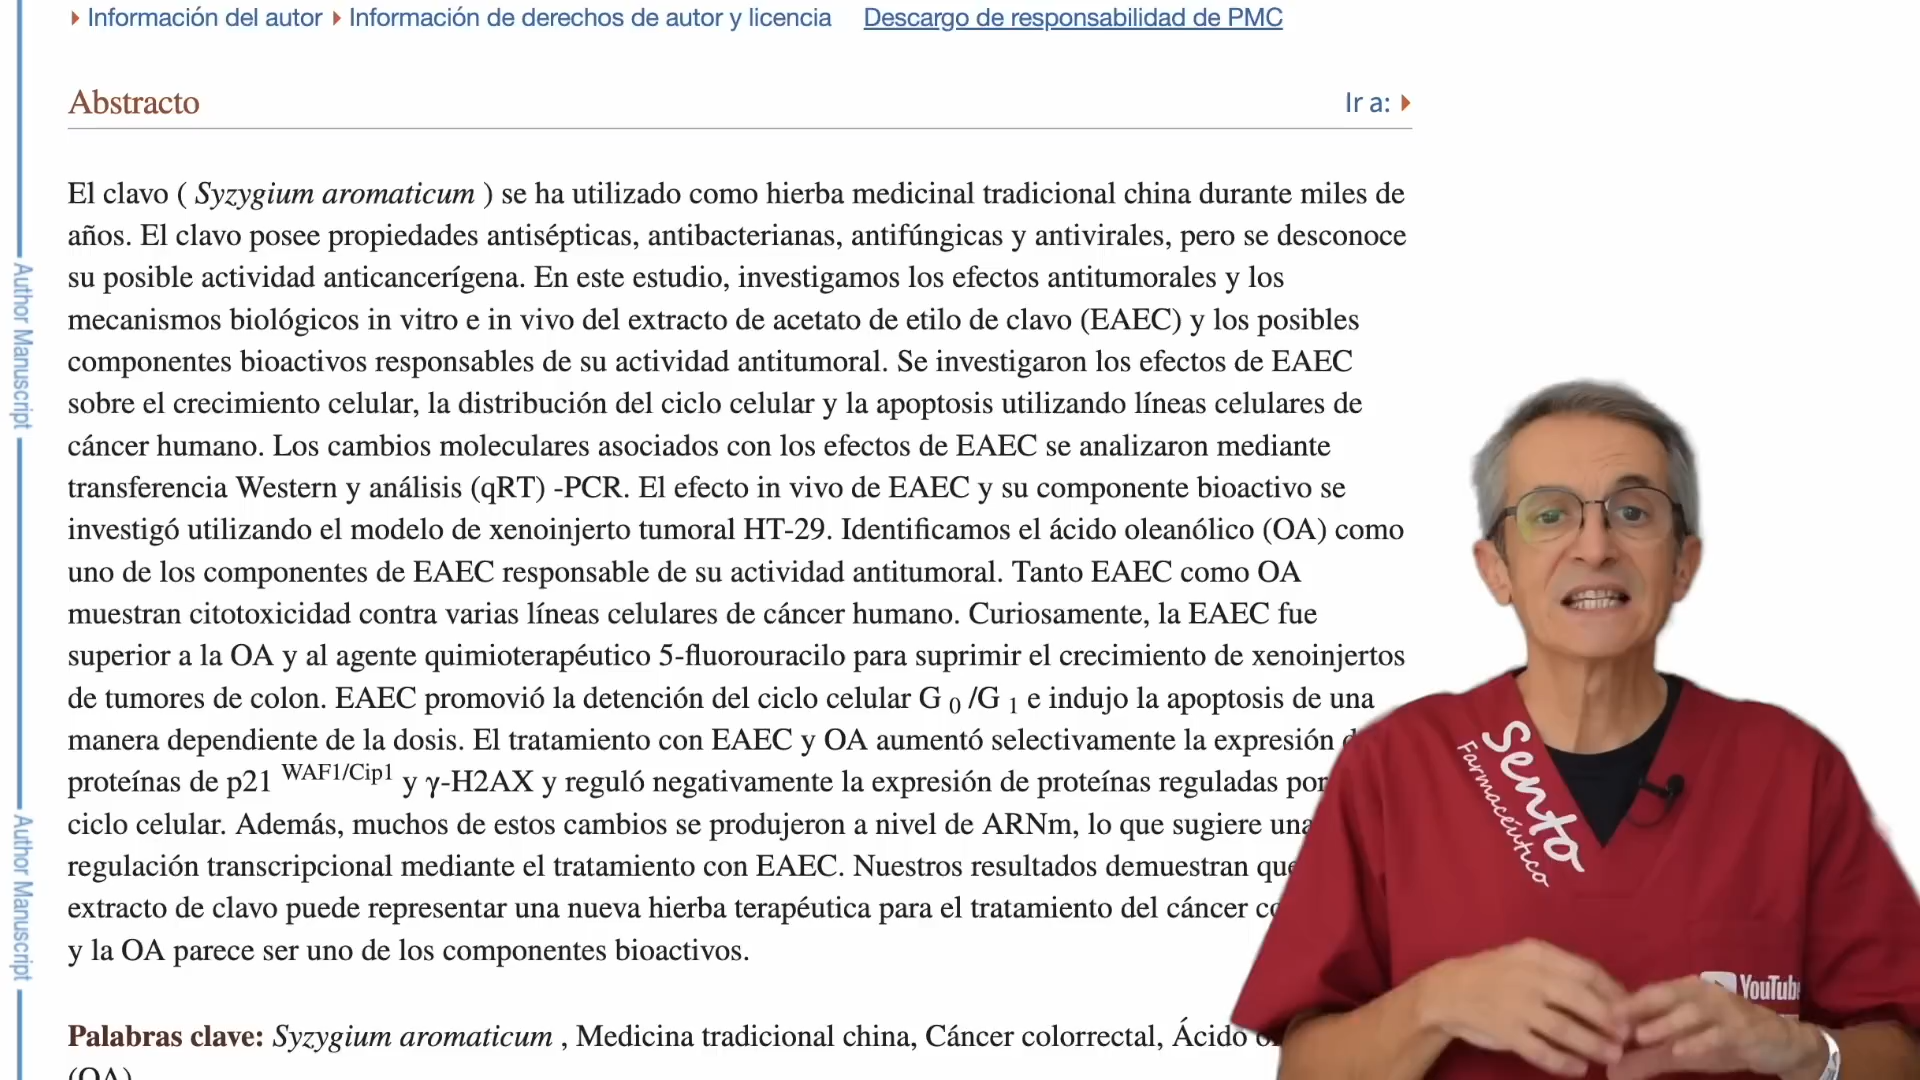 Información del autor Información de derechos de autor y licencia Descargo de responsabilidad de PMC
Abstracto
Ir a:
El clavo ( Syzygium aromaticum ) se ha utilizado como hierba medicinal tradicional china durante miles de
años. El clavo posee propiedades antisépticas, antibacterianas, antifúngicas y antivirales, pero se desconoce
su posible actividad anticancerígena. En este estudio, investigamos los efectos antitumorales y los
mecanismos biológicos in vitro e in vivo del extracto de acetato de etilo de clavo (EAEC) y los posibles
componentes bioactivos responsables de su actividad antitumoral. Se investigaron los efectos de EAEC
sobre el crecimiento celular, la distribución del ciclo celular y la apoptosis utilizando líneas celulares de
cáncer humano. Los cambios moleculares asociados con los efectos de EAEC se analizaron mediante
transferencia Western y análisis (qRT) -PCR. El efecto in vivo de EAEC y su componente bioactivo se
investigó utilizando el modelo de xenoinjerto tumoral HT-29. Identificamos el ácido oleanólico (OA) como
uno de los componentes de EAEC responsable de su actividad antitumoral. Tanto EAEC como OA
muestran citotoxicidad contra varias líneas celulares de cáncer humano. Curiosamente, la EAEC fue
superior a la OA y al agente quimioterapéutico 5-fluorouracilo para suprimir el crecimiento de xenoinjertos
de tumores de colon. EAEC promovió la detención del ciclo celular G 0 /G 1 e indujo la apoptosis de una
manera dependiente de la dosis. El tratamiento con EAEC y OA aumentó selectivamente la expresión
proteínas de p21 WAF1/Cip1 y γ-H2AX y reguló negativamente la expresión de proteínas reguladas por
ciclo celular. Además, muchos de estos cambios se produjeron a nivel de ARNm, lo que sugiere una
regulación transcripcional mediante el tratamiento con EAEC. Nuestros resultados demuestran que
extracto de clavo puede representar una nueva hierba terapéutica para el tratamiento del cáncer
y la OA parece ser uno de los componentes bioactivos.
Palabras clave: Syzygium aromaticum , Medicina tradicional china, Cáncer colorrectal, Ácido
(OA)
Author Manuscript
Author Manuscript
Sento
Farmacéutico
YouTube